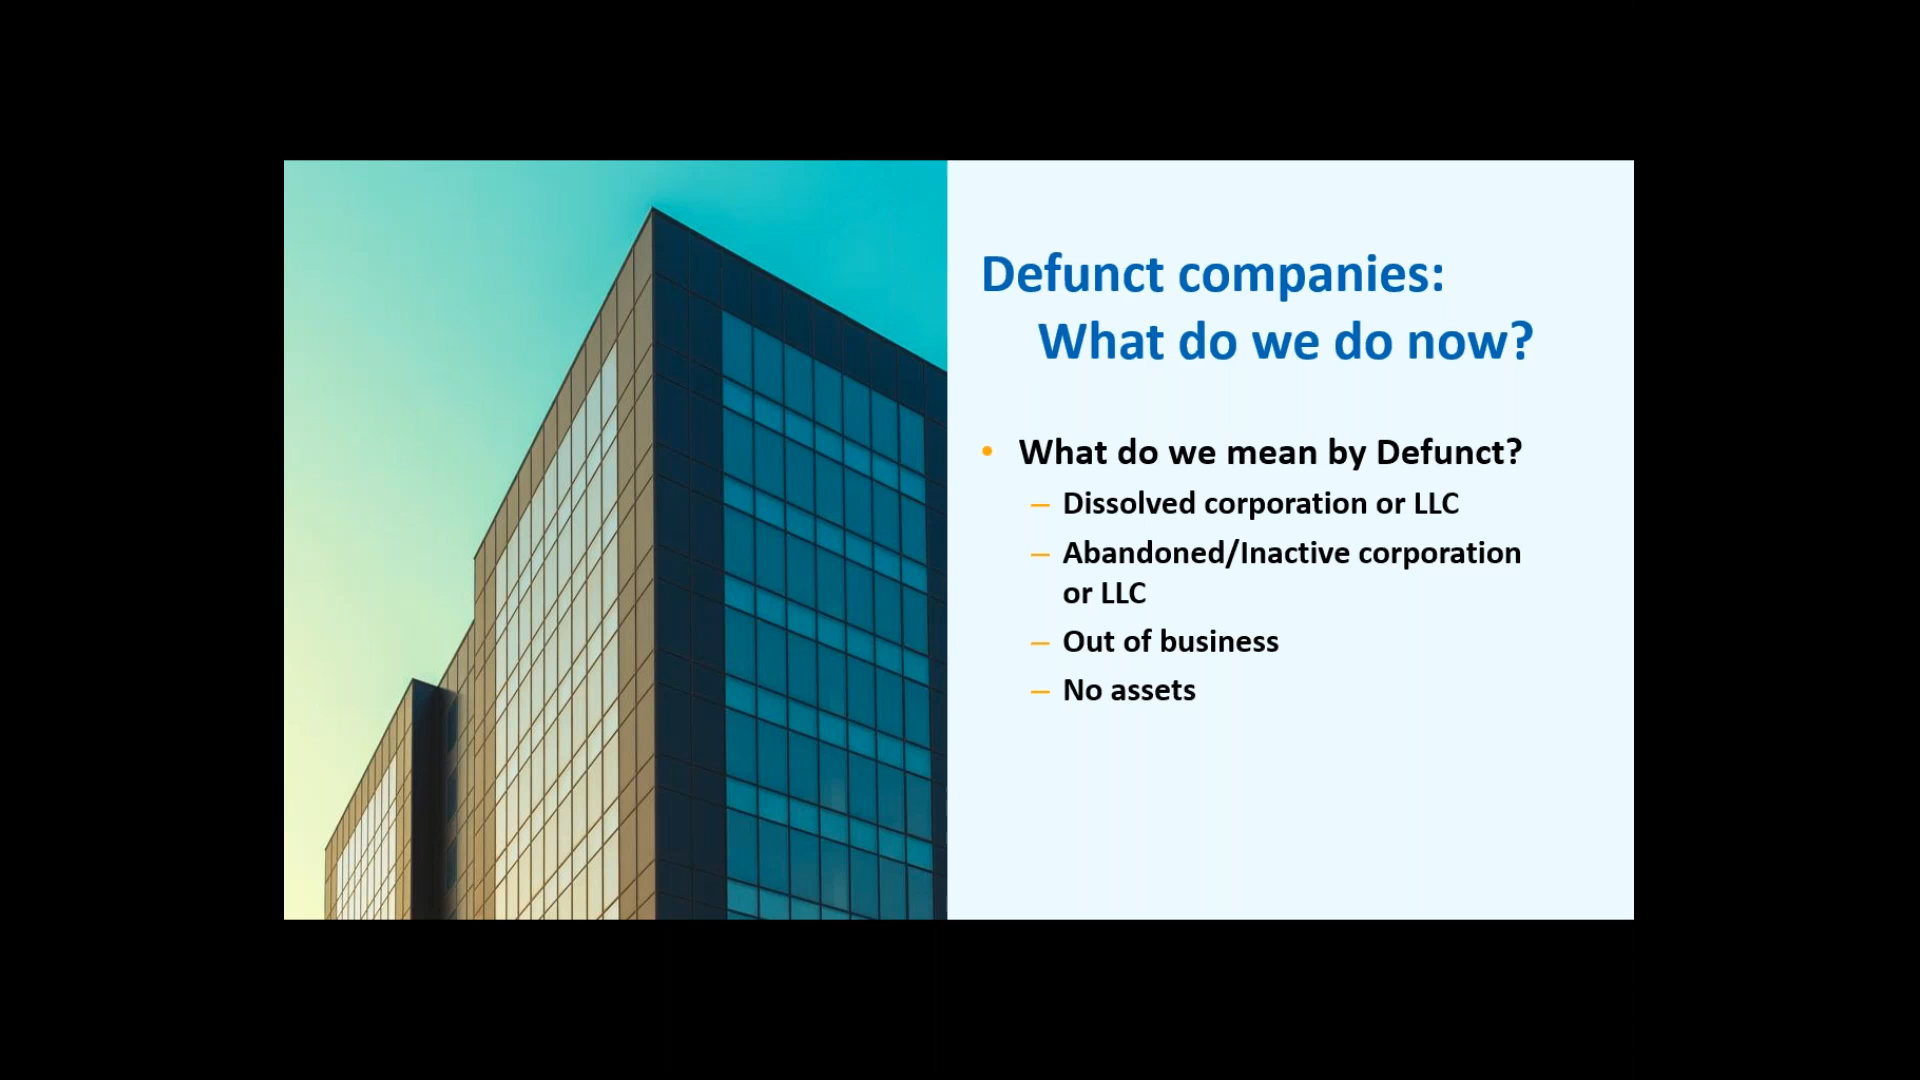 Defunct companies:
What do we do now?
• What do we mean by Defunct?
– Dissolved corporation or LLC
– Abandoned/Inactive corporation
or LLC
– Out of business
– No assets